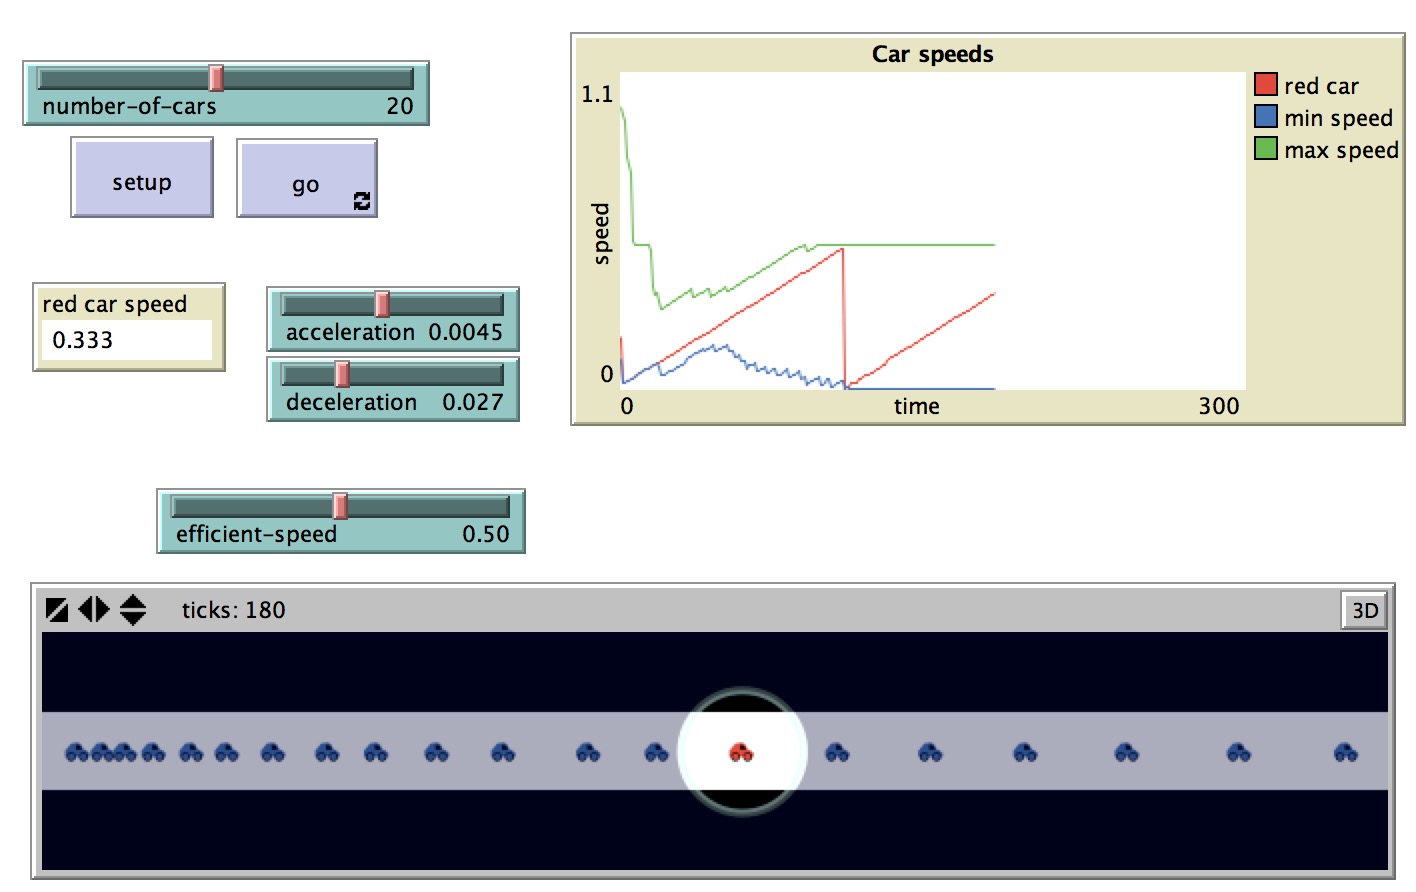 number-of-cars 20
setup
go
red car speed
0.333
acceleration 0.0045
deceleration 0.027
efficient-speed 0.50
Car speeds
1.1
speed
0
0 time 300
red car
min speed
max speed
ticks: 180
3D